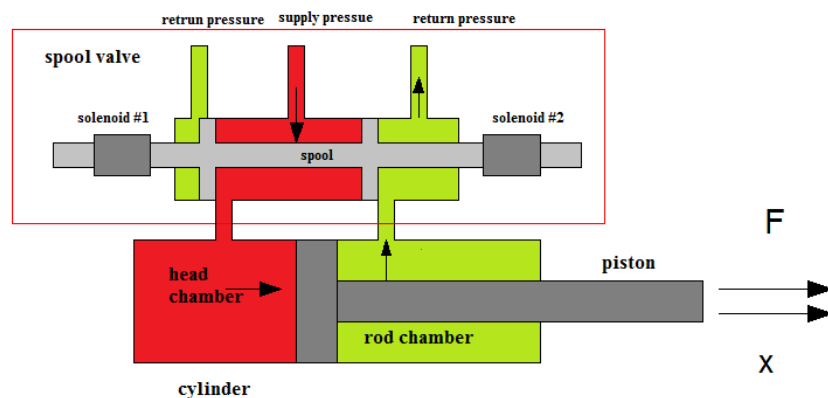 retrun pressure
supply pressue
return pressure
spool valve
solenoid #1
solenoid #2
spool
F
piston
head
chamber
rod chamber
x
cylinder